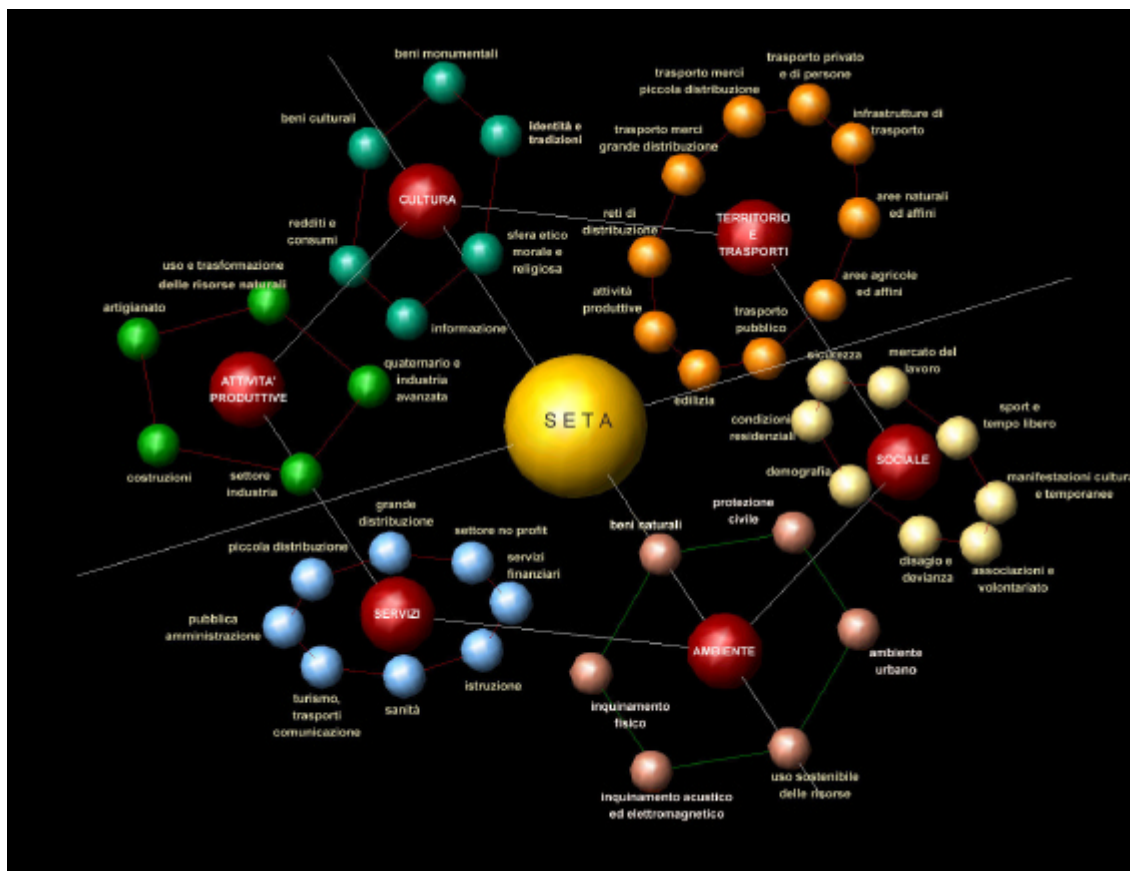 beni monumentali
beni culturali
identità e
tradizioni
CULTURA
redditi e
consumi
sfera etico
morale e
religiosa
informazione
trasporto merci
piccola distribuzione
trasporto privato
e di persone
infrastrutture di
trasporto
trasporto merci
grande distribuzione
aree naturali
ed affini
reti di
distribuzione
TERRITORIO
E
TRASPORTI
aree agricole
ed affini
attività
produttive
trasporto
pubblico
edilizia
uso e trasformazione
delle risorse naturali
artigianato
ATTIVITA'
PRODUTTIVE
quaternario e
industria
avanzata
costruzioni
settore
industria
SETA
sicurezza
mercato del
lavoro
condizioni
residenziali
sport e
tempo libero
demografia
SOCIALE
manifestazioni cultura
e temporanee
disagio e
devianza
associazioni e
volontariato
grande
distribuzione
settore no profit
piccola distribuzione
servizi
finanziari
pubblica
amministrazione
SERVIZI
turismo,
trasporti
comunicazione
sanità
istruzione
beni naturali
protezione
civile
AMBIENTE
ambiente
urbano
inquinamento
fisico
uso sostenibile
delle risorse
inquinamento acustico
ed elettromagnetico